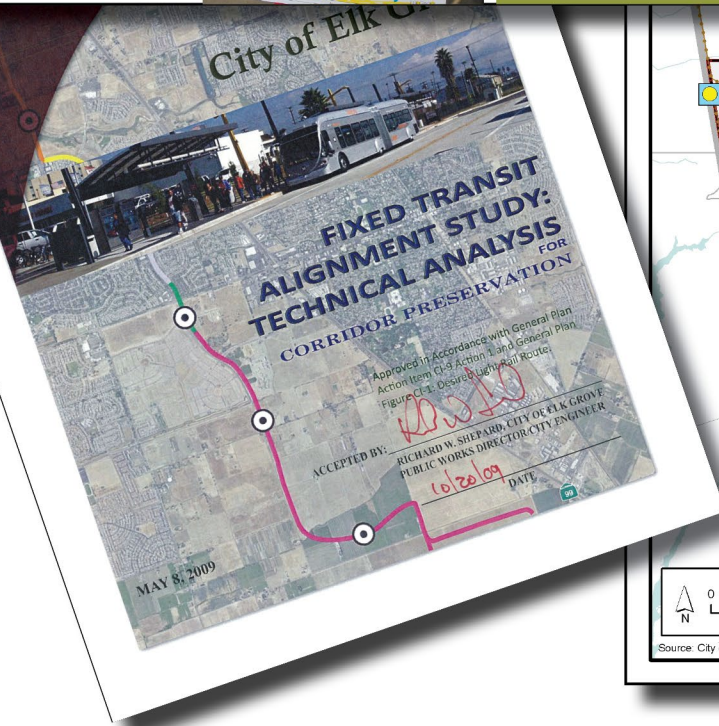 City of Elk
FIXED TRANSIT
ALIGNMENT STUDY:
TECHNICAL ANALYSIS
FOR
CORRIDOR PRESERVATION
Approved in Accordance with General Plan
Action Item CI-9 Action 1 and General Plan
Figure CI-1: Desired Light Rail Route.
ACCEPTED BY:
RICHARD W. SHEPARD, CITY OF ELK GROVE
PUBLIC WORKS DIRECTOR/CITY ENGINEER
10/20/09
DATE
99
MAY 8, 2009
N
0
Source: City